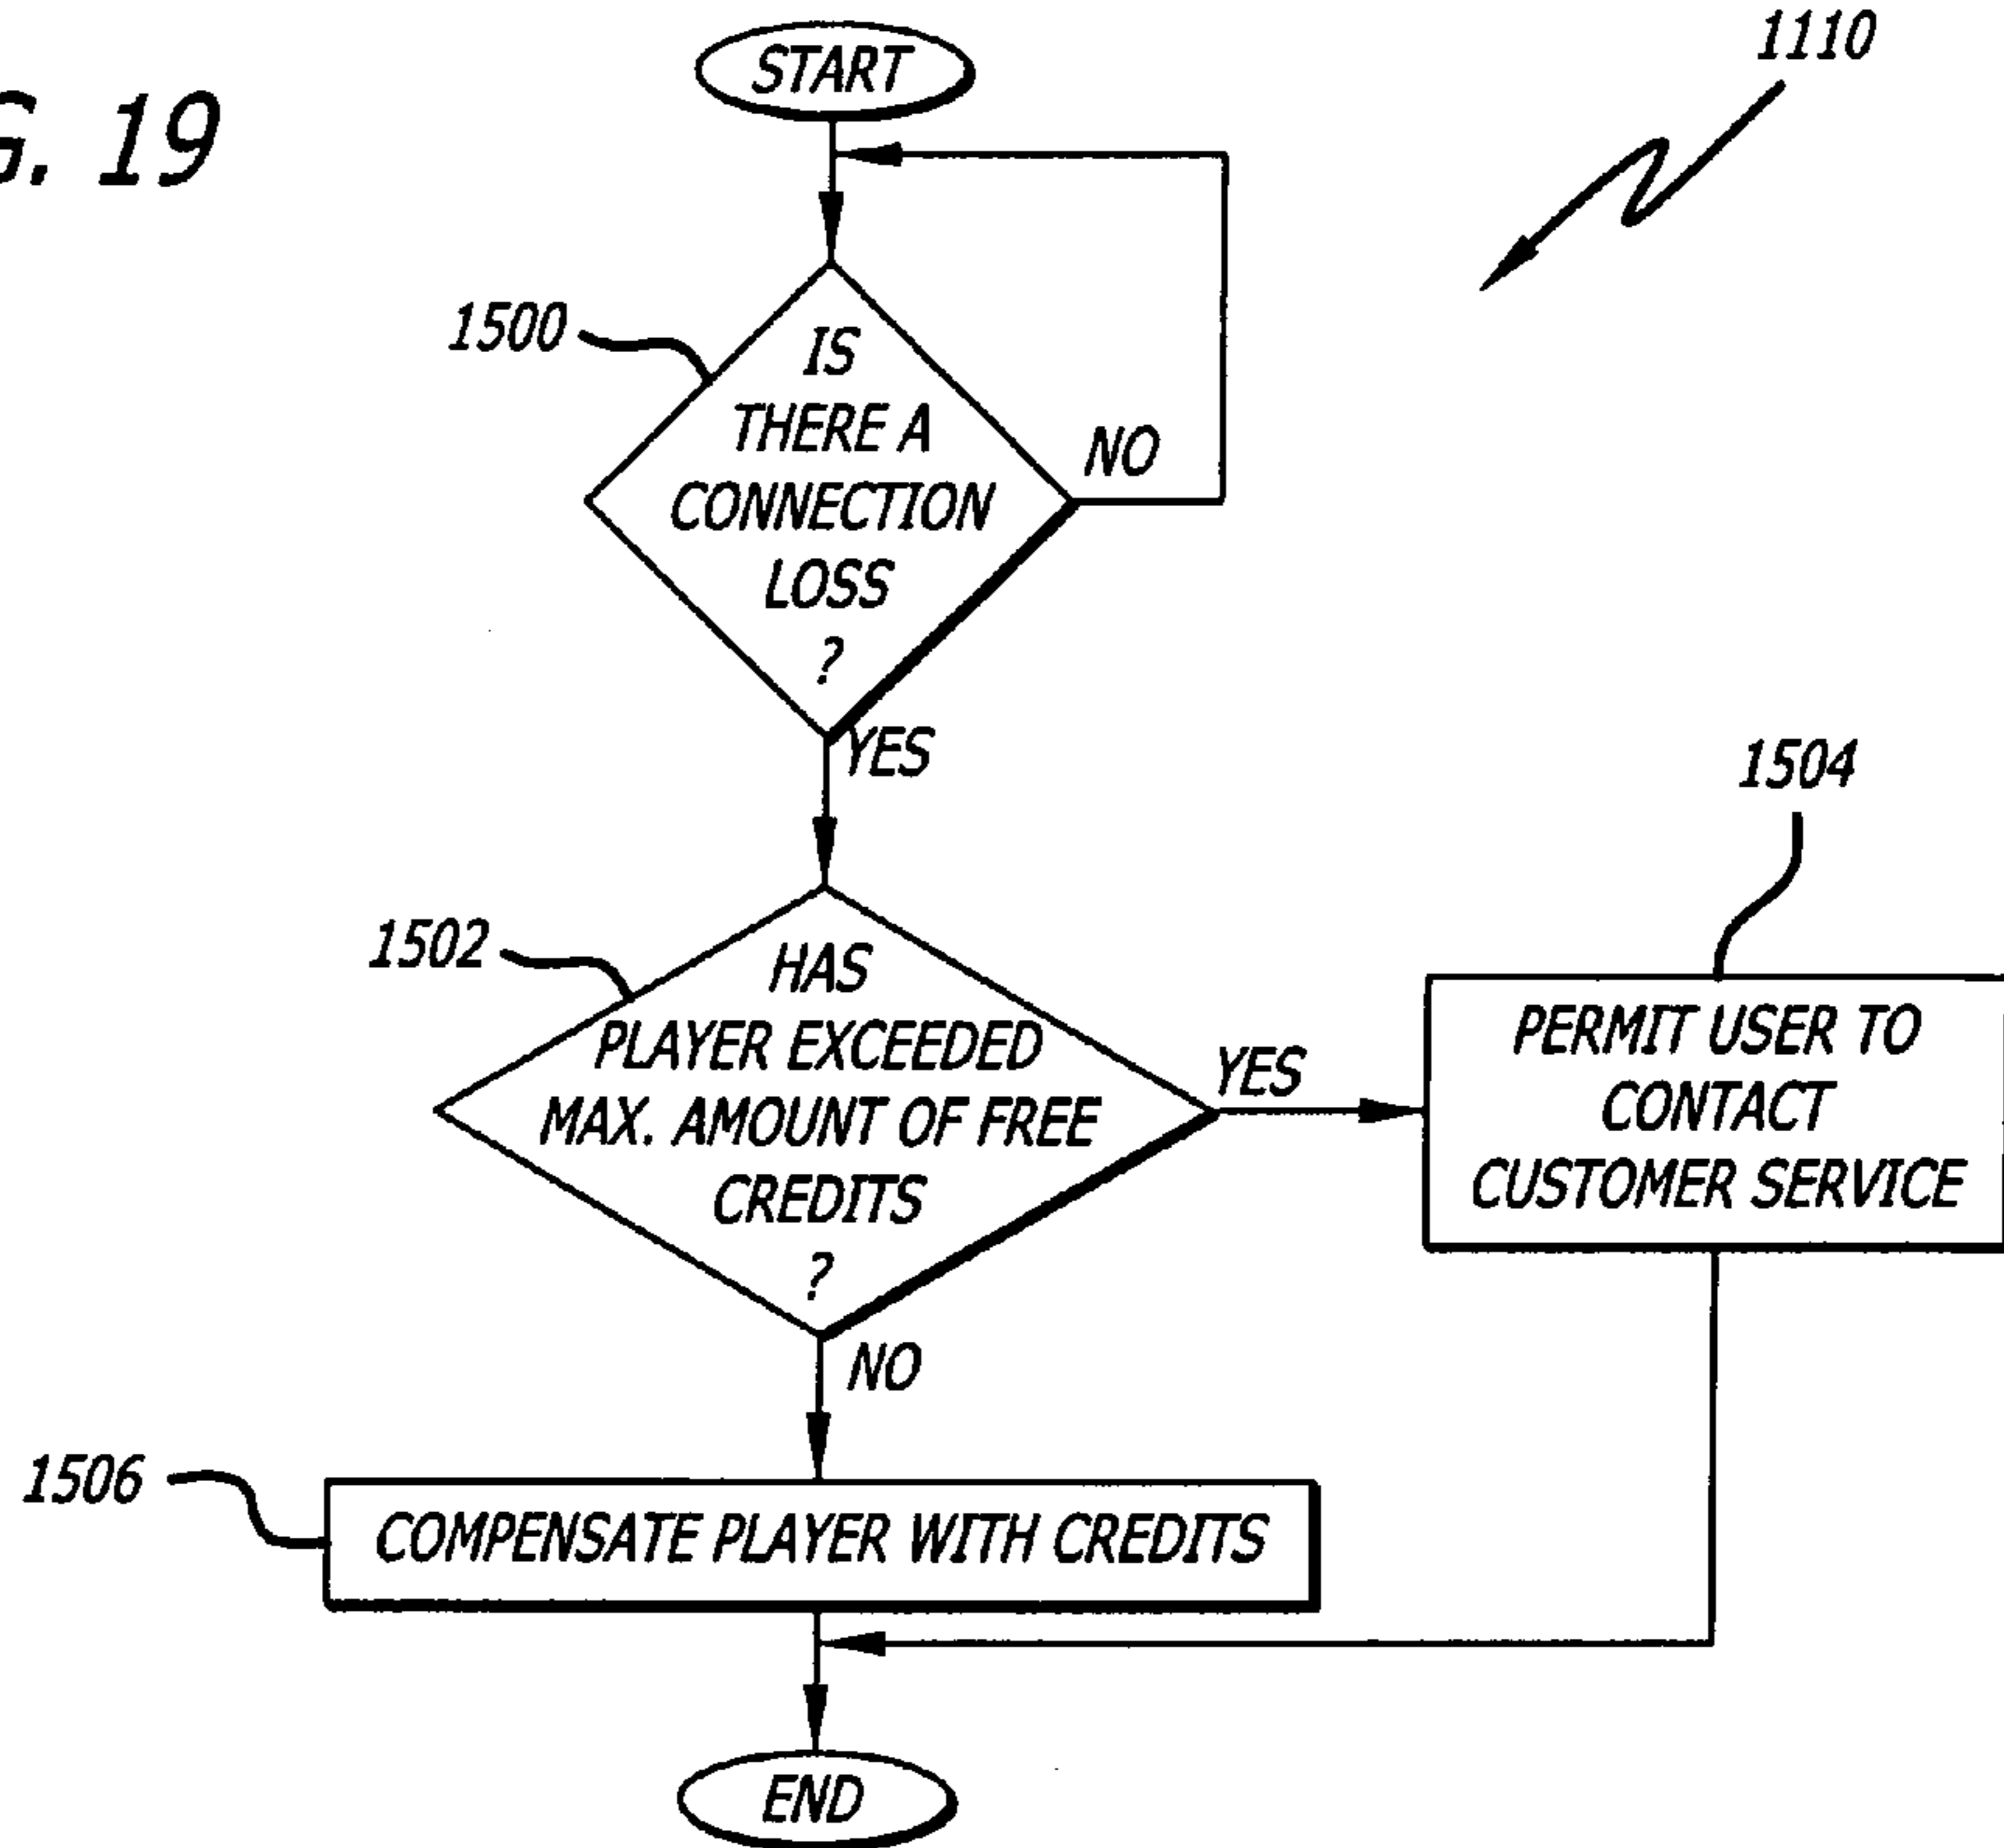 START
1110
G. 19
1500
IS
THERE A
CONNECTION
LOSS
?
NO
YES
1504
1502
HAS
PLAYER EXCEEDED
MAX. AMOUNT OF FREE
CREDITS
?
YES
PERMIT USER TO
CONTACT
CUSTOMER SERVICE
NO
1506
COMPENSATE PLAYER WITH CREDITS
END